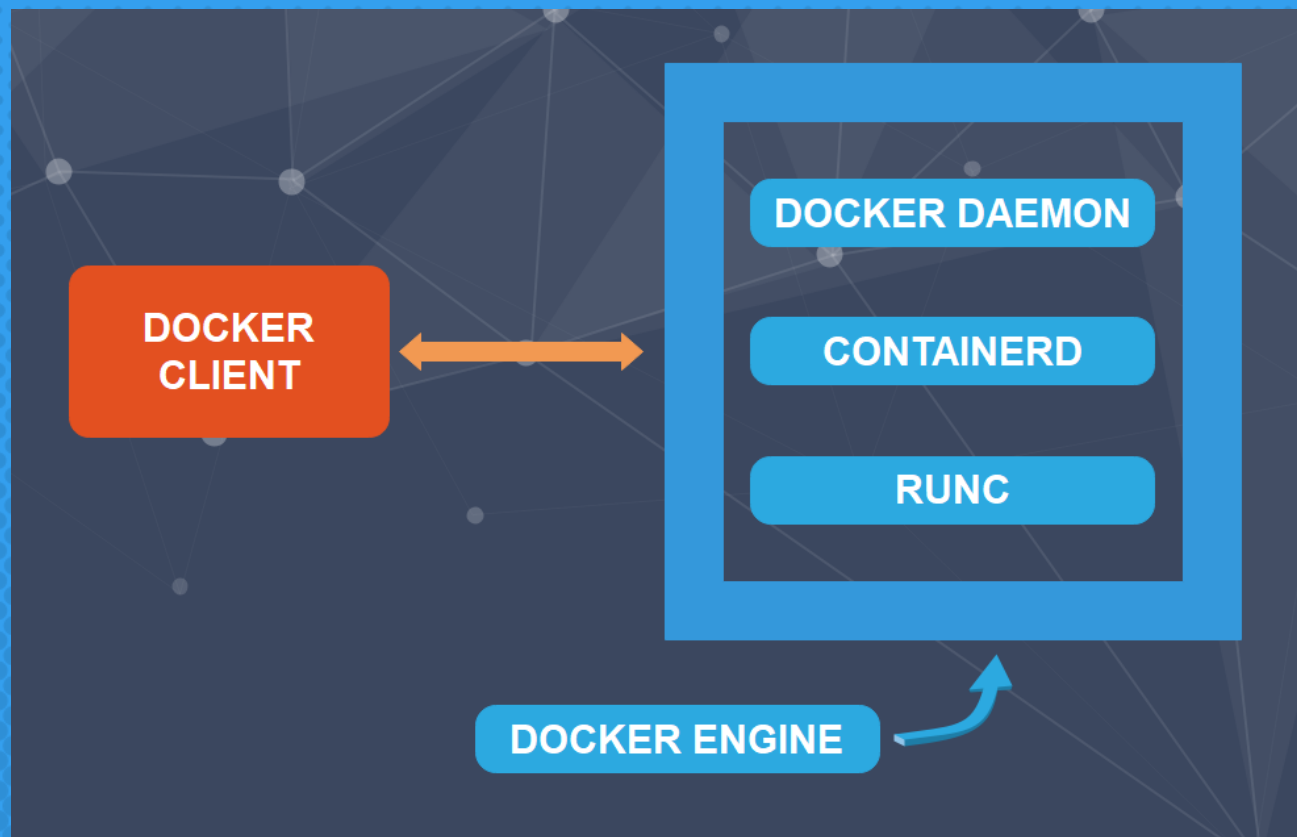 DOCKER
CLIENT
DOCKER DAEMON
CONTAINERD
RUNC
DOCKER ENGINE